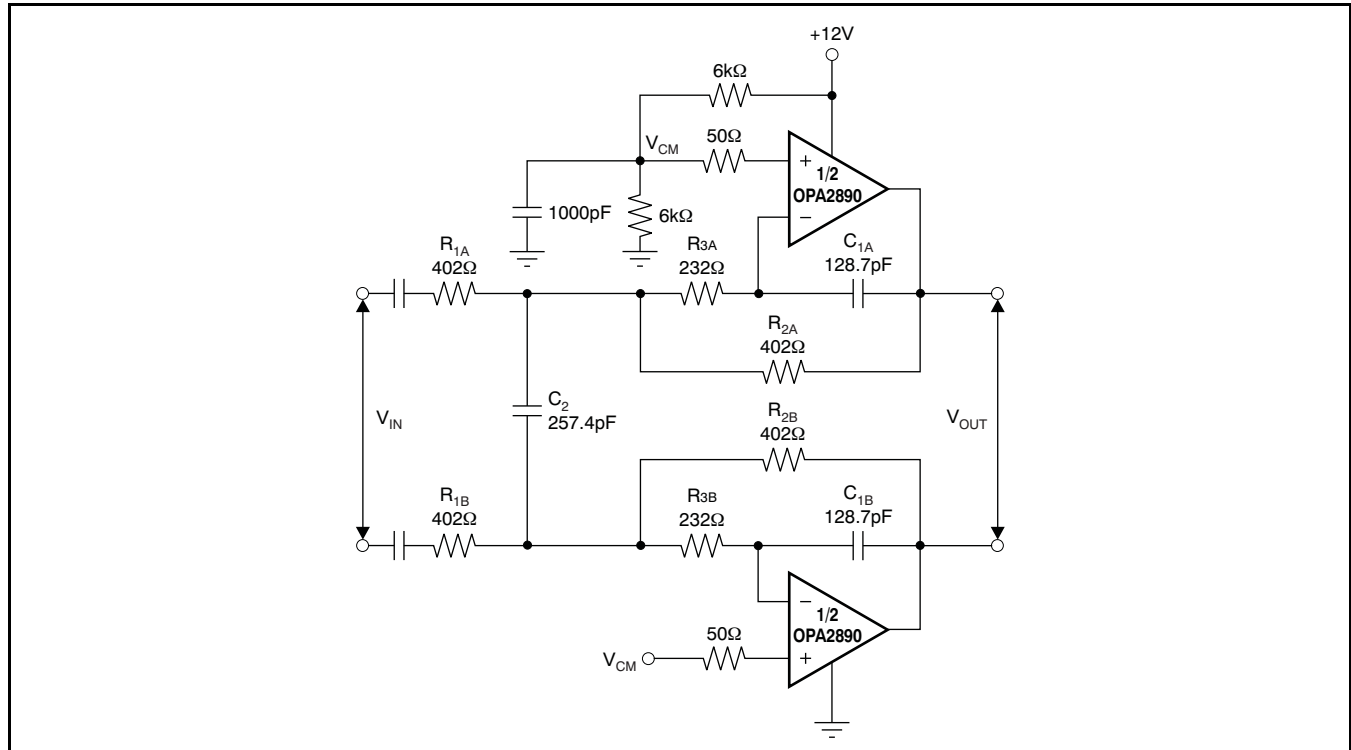 +12V
6kΩ
V_CM
50Ω
+
1/2
OPA2890
−
1000pF
6kΩ
R_1A
402Ω
R_3A
232Ω
C_1A
128.7pF
R_2A
402Ω
V_IN
C_2
257.4pF
V_OUT
R_2B
402Ω
R_1B
402Ω
R_3B
232Ω
C_1B
128.7pF
−
1/2
OPA2890
+
50Ω
V_CM